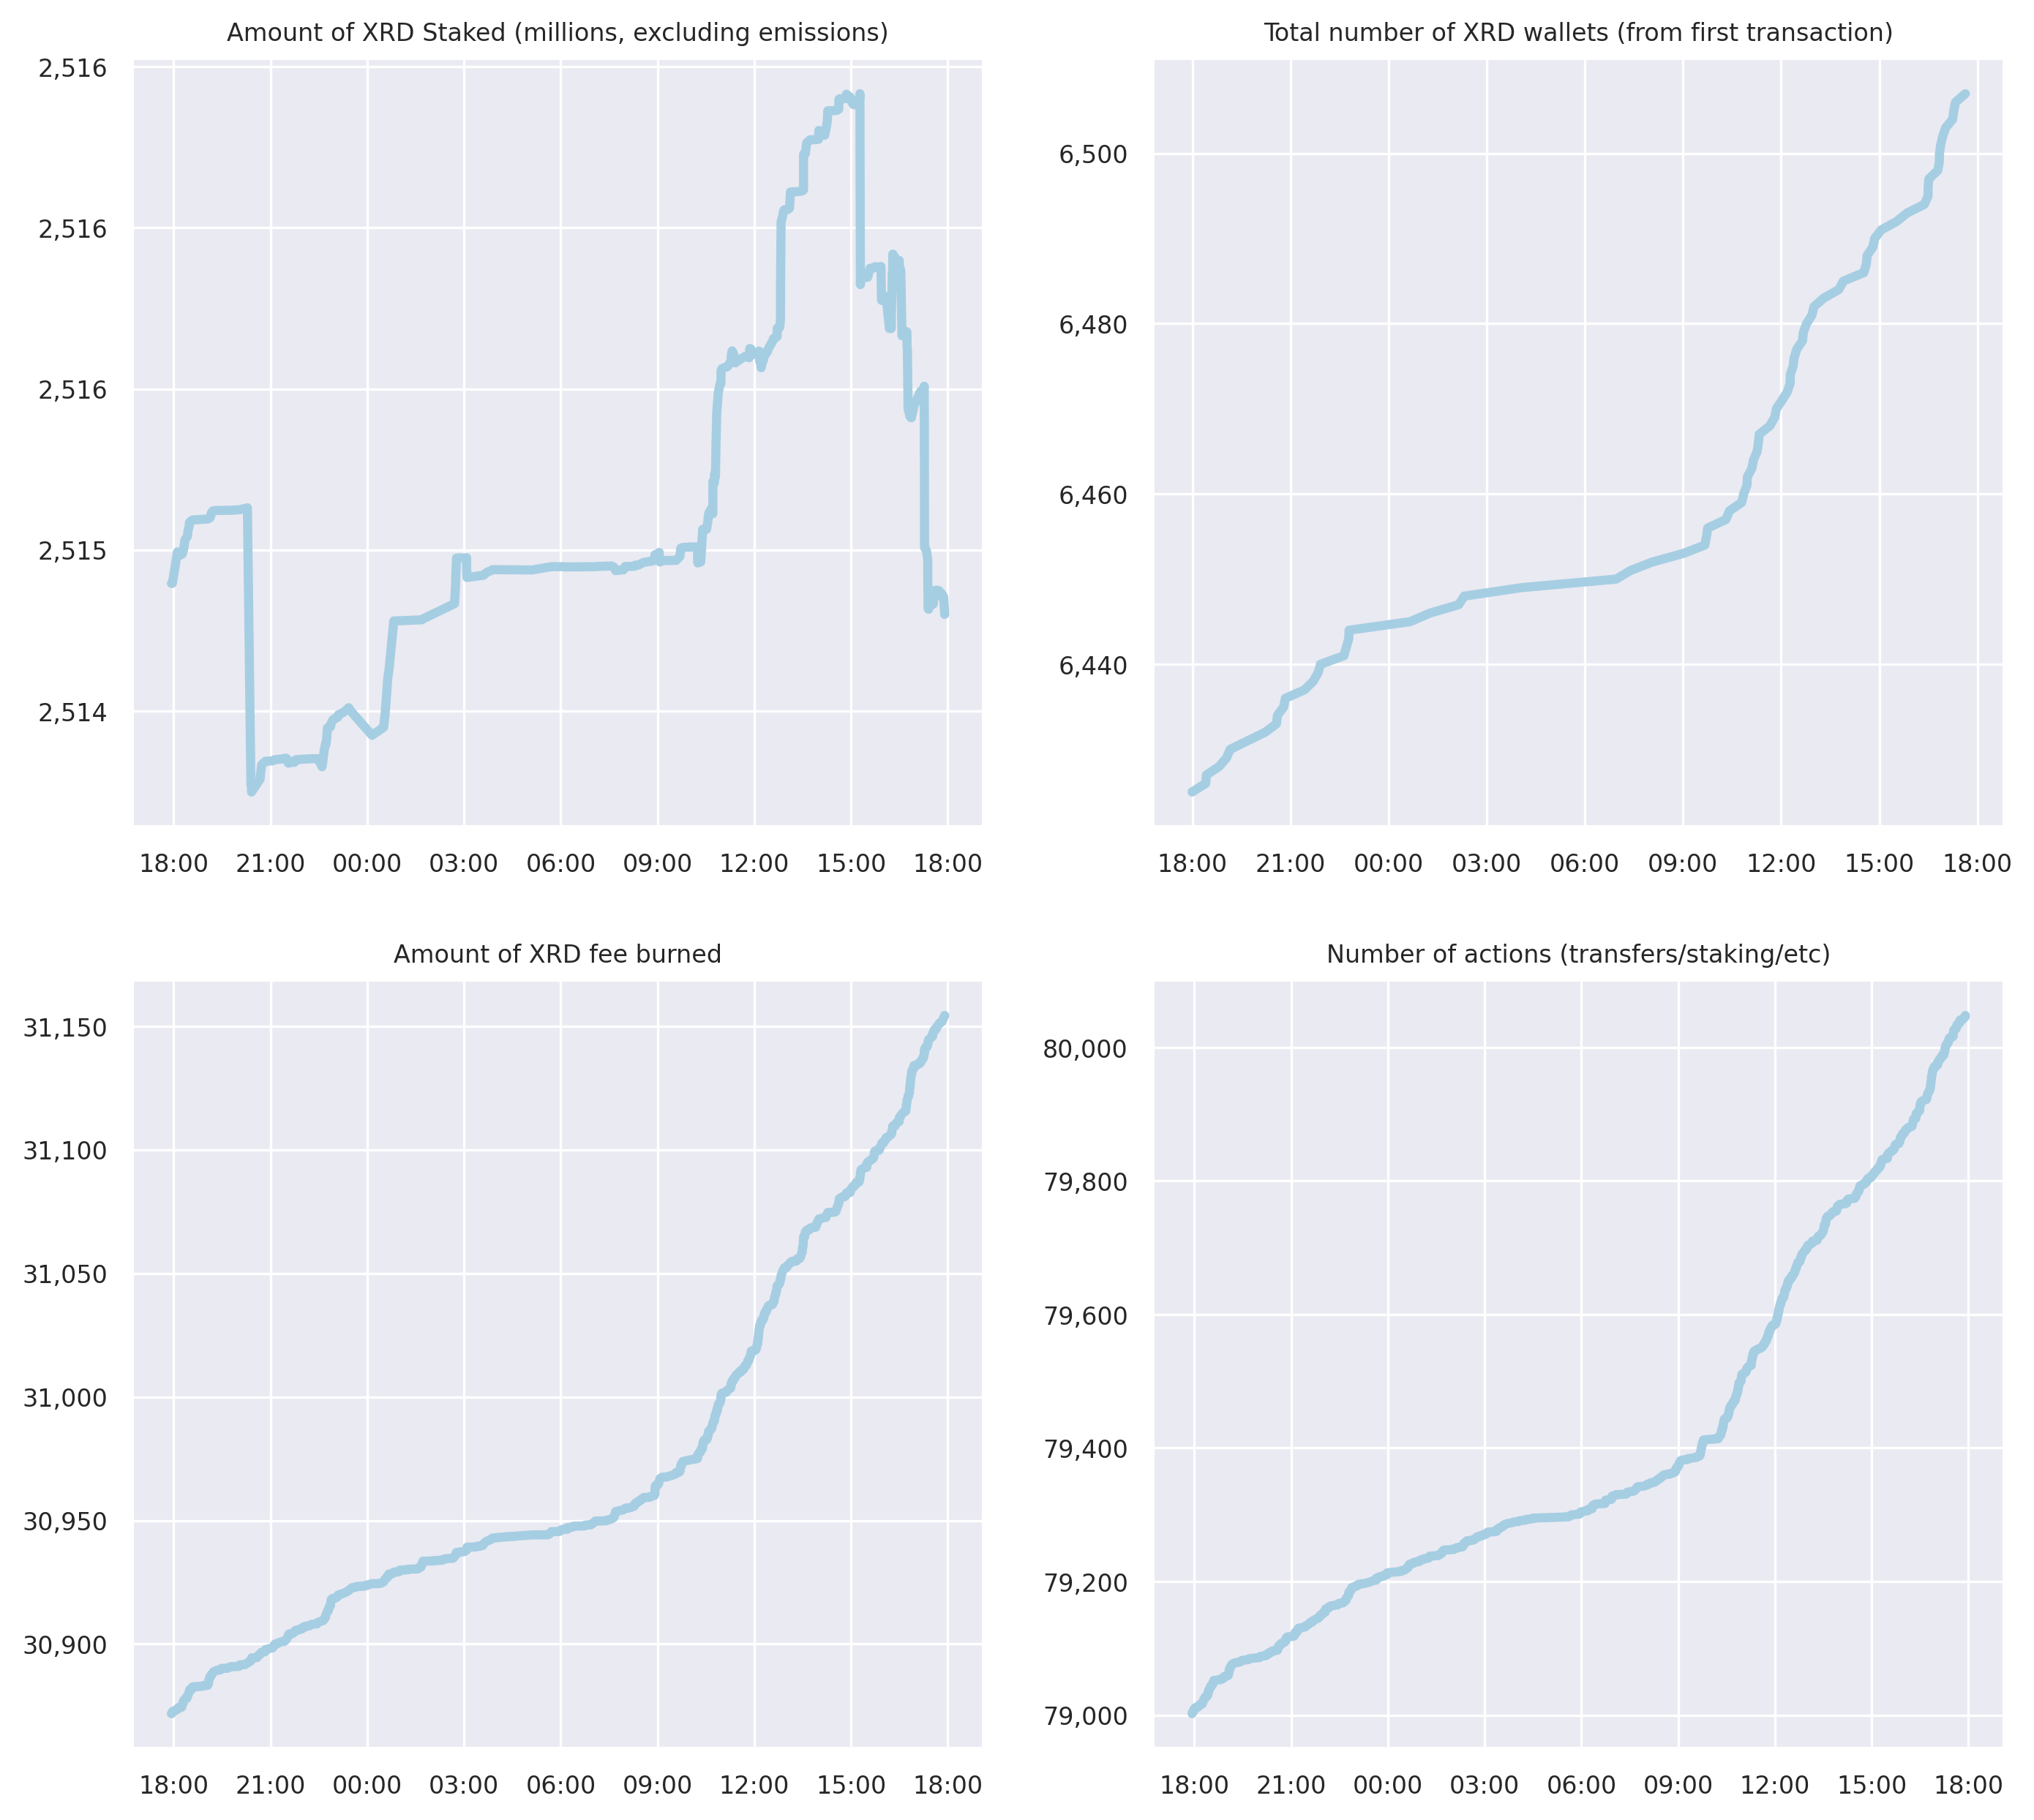 Amount of XRD Staked (millions, excluding emissions)
2,516
2,516
2,516
2,515
2,514
18:00 21:00 00:00 03:00 06:00 09:00 12:00 15:00 18:00
Total number of XRD wallets (from first transaction)
6,500
6,480
6,460
6,440
18:00 21:00 00:00 03:00 06:00 09:00 12:00 15:00 18:00
Amount of XRD fee burned
31,150
31,100
31,050
31,000
30,950
30,900
18:00 21:00 00:00 03:00 06:00 09:00 12:00 15:00 18:00
Number of actions (transfers/staking/etc)
80,000
79,800
79,600
79,400
79,200
79,000
18:00 21:00 00:00 03:00 06:00 09:00 12:00 15:00 18:00